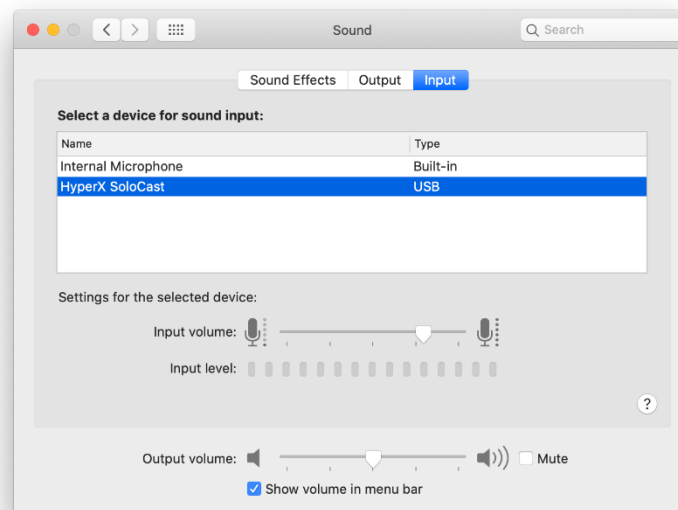 Sound
Search
Sound Effects
Output
Input
Select a device for sound input:
Name Type
Internal Microphone Built-in
HyperX SoloCast USB
Settings for the selected device:
Input volume:
Input level:
?
Output volume: Mute
Show volume in menu bar